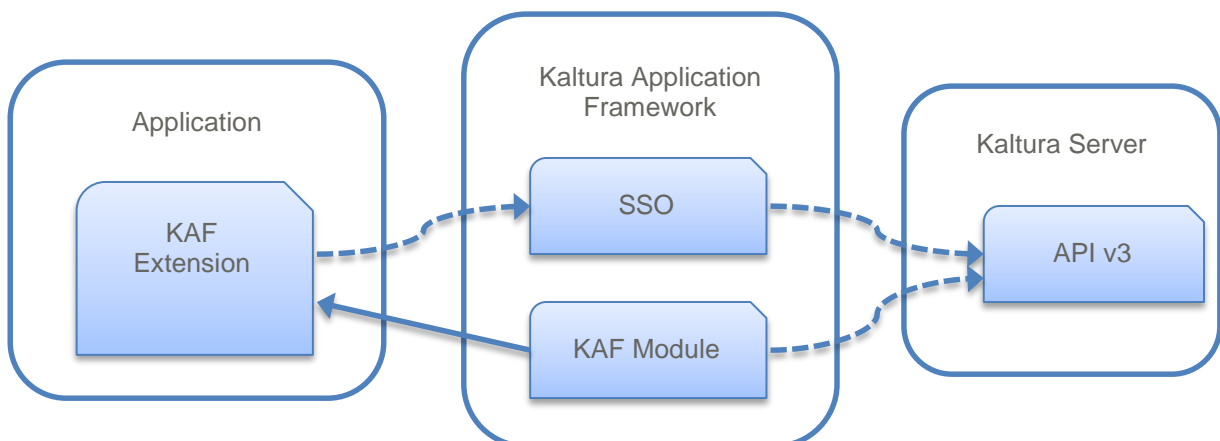 Application
KAF
Extension
Kaltura Application
Framework
SSO
KAF Module
Kaltura Server
API v3